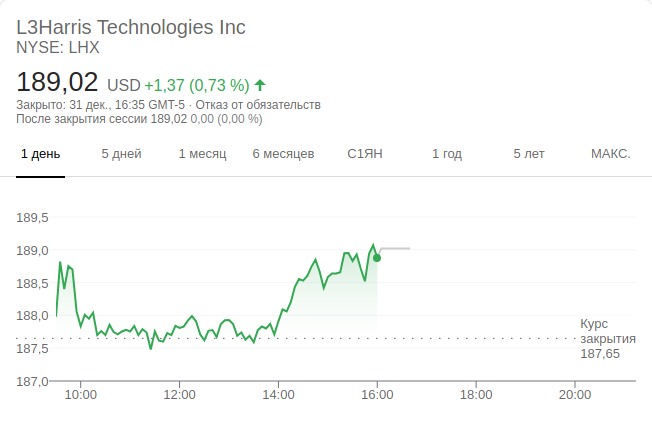 L3Harris Technologies Inc
NYSE: LHX
189,02 USD +1,37 (0,73 %)
Закрыто: 31 дек., 16:35 GMT-5 · Отказ от обязательств
После закрытия сессии 189,02 0,00 (0,00 %)
1 день 5 дней 1 месяц 6 месяцев С1ЯН 1 год 5 лет МАКС.
189,5
189,0
188,5
188,0
187,5
187,0
Курс
закрытия
187,65
10:00 12:00 14:00 16:00 18:00 20:00